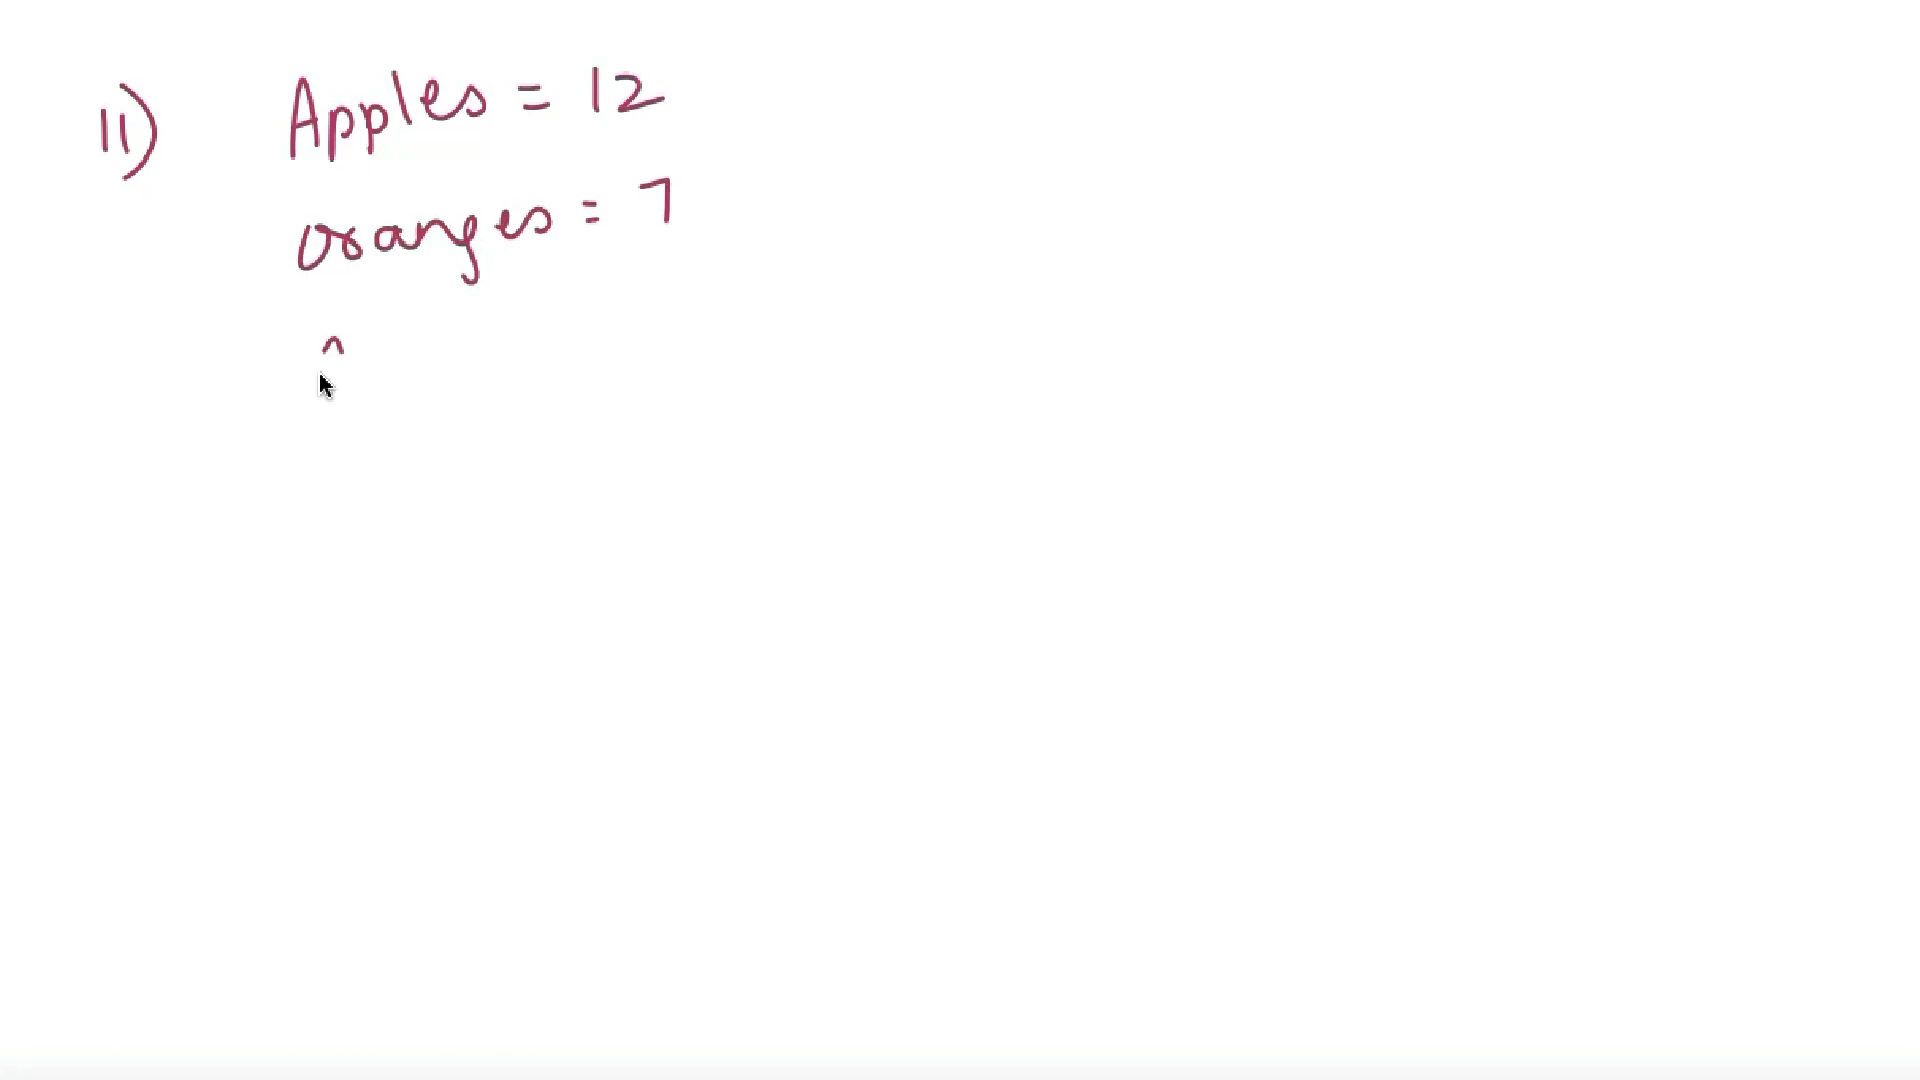 11) Apples = 12
oranges = 7